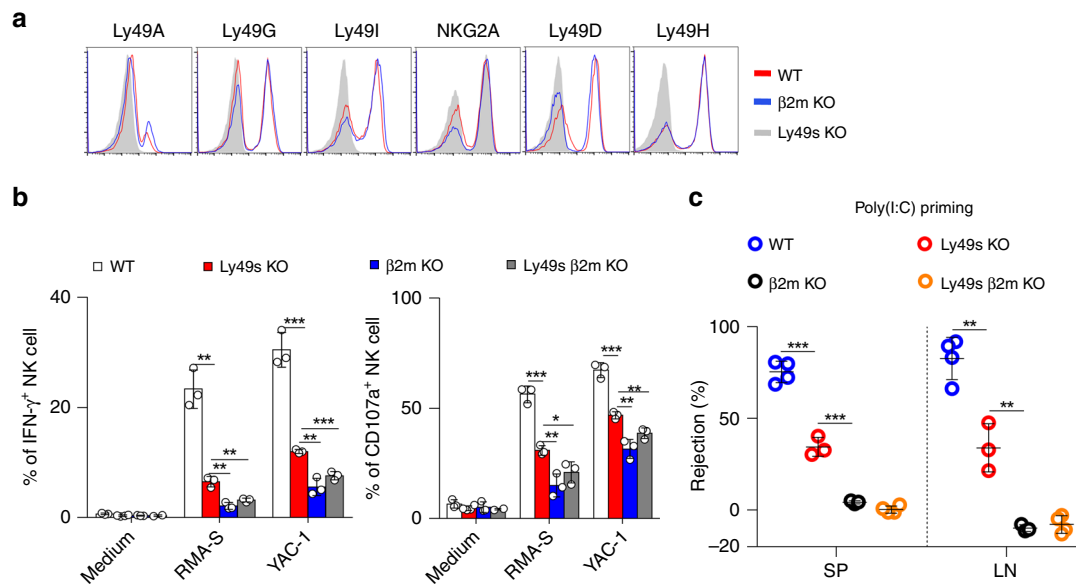 a
Ly49A Ly49G Ly49I NKG2A Ly49D Ly49H
WT
β2m KO
Ly49s KO
b
WT Ly49s KO β2m KO Ly49s β2m KO
% of IFN-γ+ NK cell
40
20
0
** ** ** *** *** **
Medium RMA-S YAC-1
% of CD107a+ NK cell
100
50
0
*** * ** *** ** **
Medium RMA-S YAC-1
c
Poly(I:C) priming
WT Ly49s KO
β2m KO Ly49s β2m KO
Rejection (%)
100
50
0
–20
*** *** ** **
SP LN